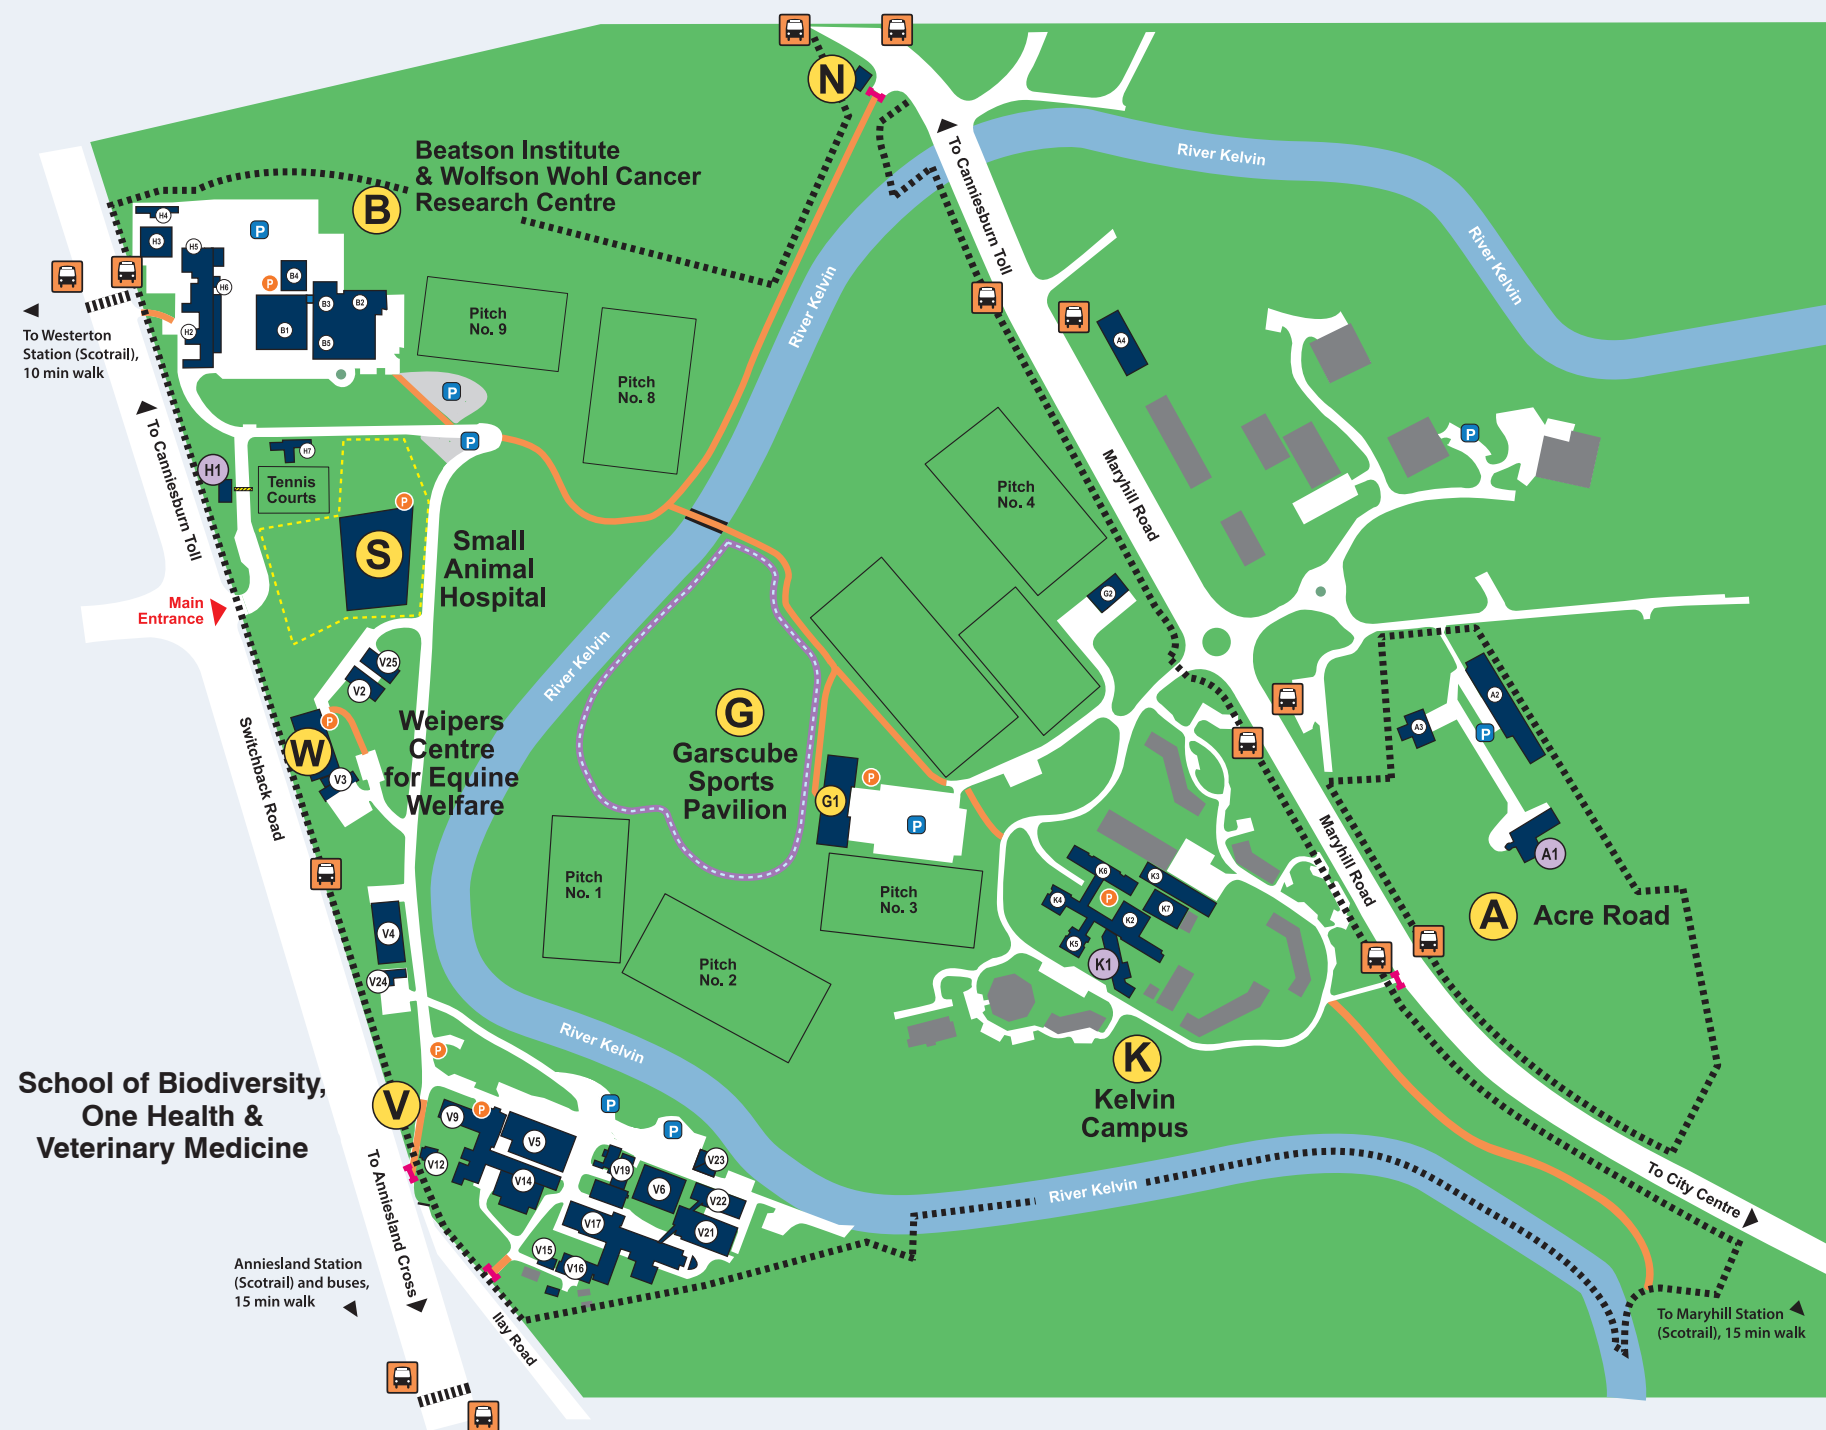 N
To Canniesburn Toll
River Kelvin
River Kelvin
Beatson Institute
& Wolfson Wohl Cancer
Research Centre
B
H4
H3
H5
P
H6
P
B4
B3
B2
H2
B1
B5
To Westerton
Station (Scotrail),
10 min walk
Pitch
No. 9
Pitch
No. 8
River Kelvin
A4
P
P
P
To Canniesburn Toll
H7
H1
Tennis
Courts
P
S
Small
Animal
Hospital
Pitch
No. 4
Maryhill Road
Main
Entrance
G2
River Kelvin
V25
V2
P
W
V3
Weipers
Centre
for Equine
Welfare
Switchback Road
G
Garscube
Sports
Pavilion
G1
P
P
A2
A3
P
A1
Maryhill Road
Pitch
No. 1
Pitch
No. 3
Pitch
No. 2
K6
K3
K4
P
K7
K2
K5
K1
A
Acre Road
V4
V24
River Kelvin
K
Kelvin
Campus
P
School of Biodiversity,
One Health &
Veterinary Medicine
V
V9
P
V5
P
P
V12
V14
V19
V23
V6
V22
V17
V21
V15
V16
River Kelvin
To City Centre
To Anniesland Cross
Anniesland Station
(Scotrail) and buses,
15 min walk
Ilay Road
To Maryhill Station
(Scotrail), 15 min walk